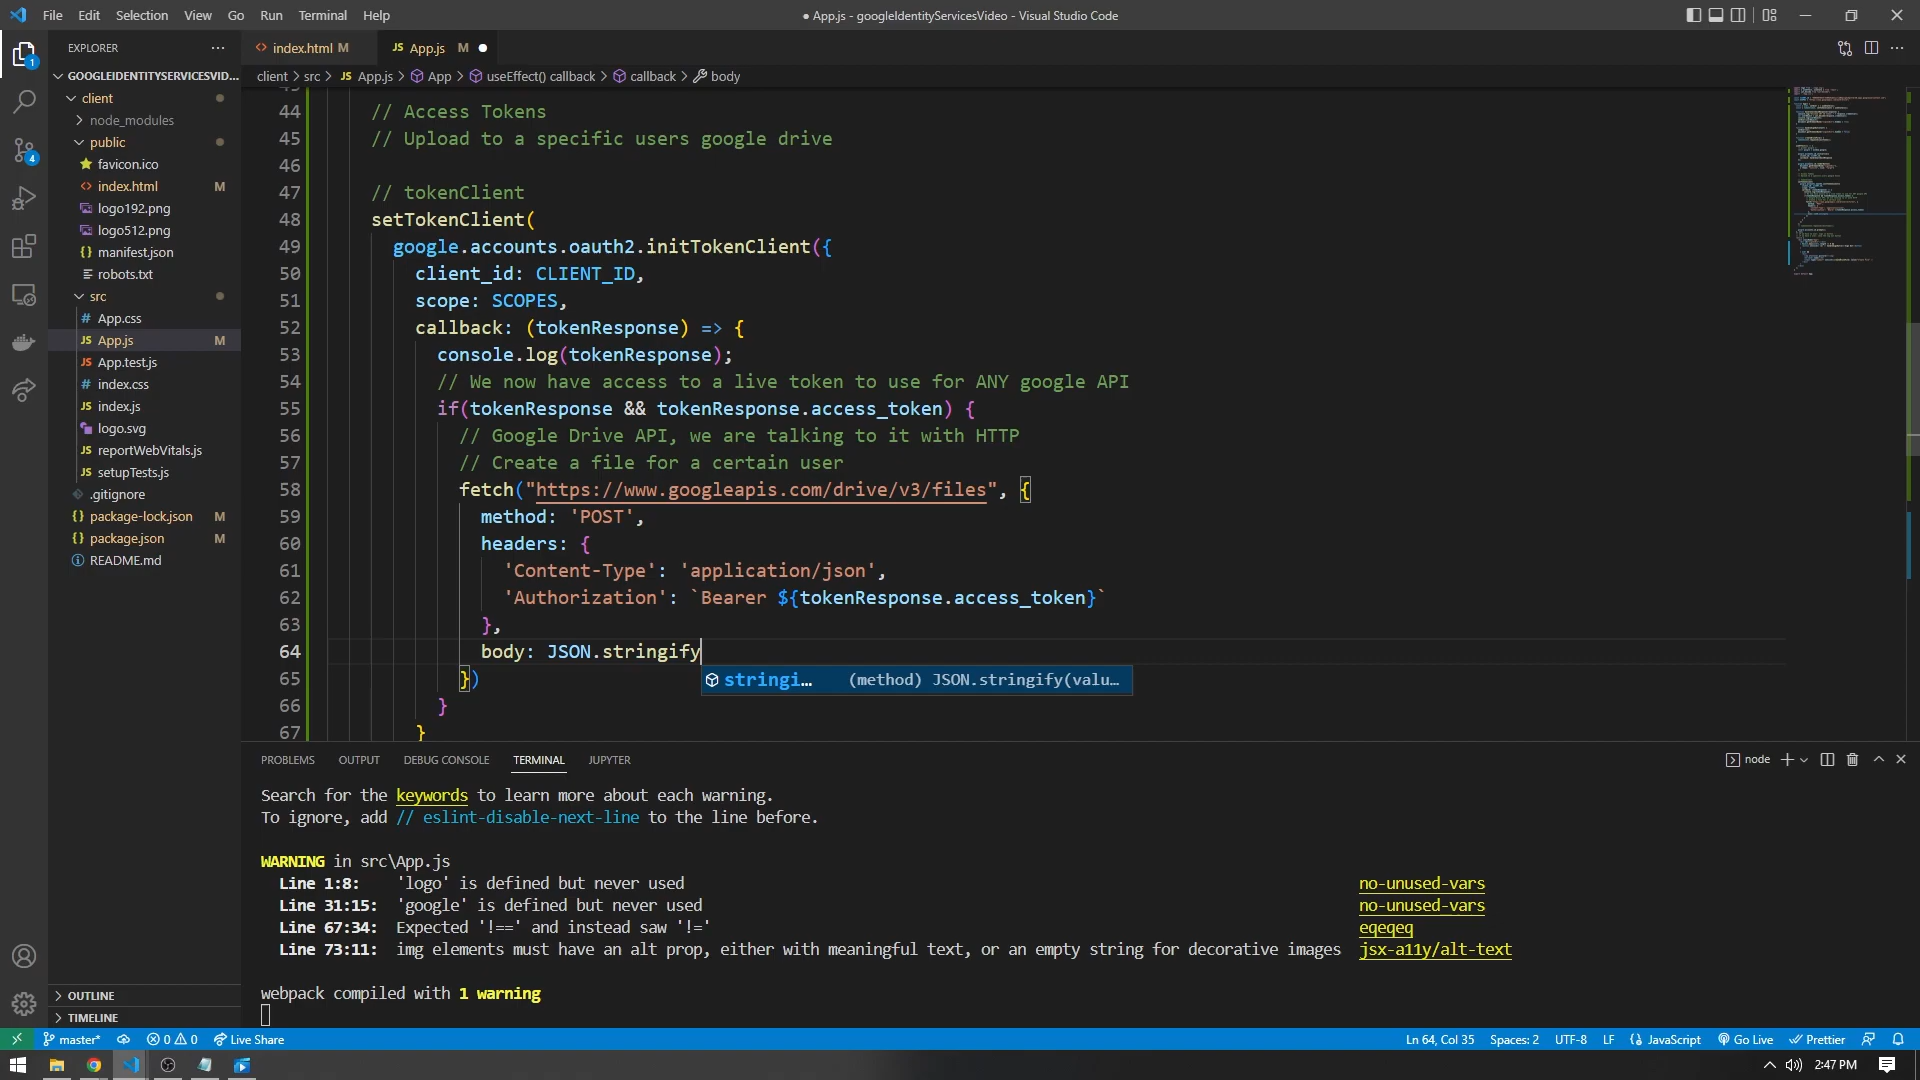 File Edit Selection View Go Run Terminal Help
● App.js - googleIdentityServicesVideo - Visual Studio Code
EXPLORER
GOOGLEIDENTITYSERVICESVID...
client
node_modules
public
favicon.ico
index.html M
logo192.png
logo512.png
manifest.json
robots.txt
src
App.css
App.js M
App.test.js
index.css
index.js
logo.svg
reportWebVitals.js
setupTests.js
.gitignore
package-lock.json M
package.json M
README.md
OUTLINE
TIMELINE
index.html M
JS App.js M ●
client > src > JS App.js > App > useEffect() callback > callback > body
44 // Access Tokens
45 // Upload to a specific users google drive
46
47 // tokenClient
48 setTokenClient(
49 google.accounts.oauth2.initTokenClient({
50 client_id: CLIENT_ID,
51 scope: SCOPES,
52 callback: (tokenResponse) => {
53 console.log(tokenResponse);
54 // We now have access to a live token to use for ANY google API
55 if(tokenResponse && tokenResponse.access_token) {
56 // Google Drive API, we are talking to it with HTTP
57 // Create a file for a certain user
58 fetch("https://www.googleapis.com/drive/v3/files", {
59 method: 'POST',
60 headers: {
61 'Content-Type': 'application/json',
62 'Authorization': `Bearer ${tokenResponse.access_token}`
63 },
64 body: JSON.stringify
65 })
stringi… (method) JSON.stringify(valu…
66 }
67 }
PROBLEMS OUTPUT DEBUG CONSOLE TERMINAL JUPYTER
node
Search for the keywords to learn more about each warning.
To ignore, add // eslint-disable-next-line to the line before.
WARNING in src\App.js
Line 1:8: 'logo' is defined but never used no-unused-vars
Line 31:15: 'google' is defined but never used no-unused-vars
Line 67:34: Expected '!==' and instead saw '!=' eqeqeq
Line 73:11: img elements must have an alt prop, either with meaningful text, or an empty string for decorative images jsx-a11y/alt-text
webpack compiled with 1 warning
master* 0 0 Live Share
Ln 64, Col 35 Spaces: 2 UTF-8 LF JavaScript Go Live Prettier
2:47 PM